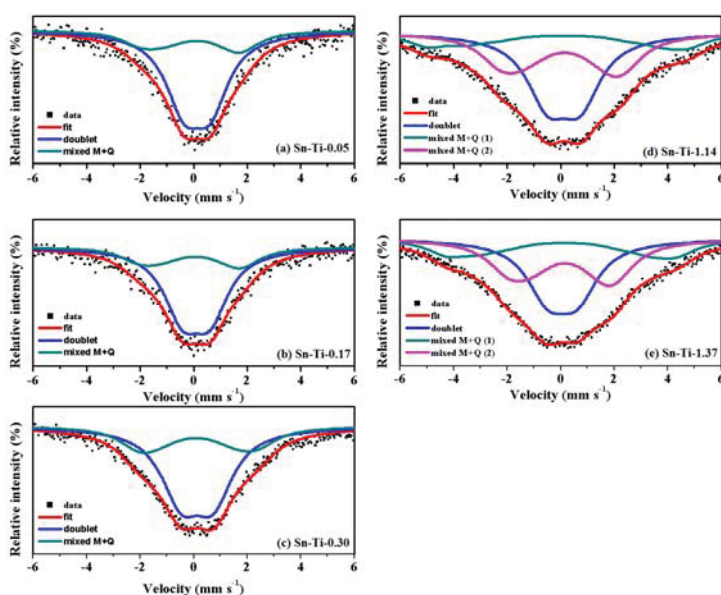 Relative intensity (%)
data
fit
doublet
mixed M+Q
(a) Sn-Ti-0.05
-6 -4 -2 0 2 4 6
Velocity (mm s⁻¹)
Relative intensity (%)
data
fit
doublet
mixed M+Q (1)
mixed M+Q (2)
(d) Sn-Ti-1.14
-6 -4 -2 0 2 4 6
Velocity (mm s⁻¹)
Relative intensity (%)
data
fit
doublet
mixed M+Q
(b) Sn-Ti-0.17
-6 -4 -2 0 2 4 6
Velocity (mm s⁻¹)
Relative intensity (%)
data
fit
doublet
mixed M+Q (1)
mixed M+Q (2)
(e) Sn-Ti-1.37
-6 -4 -2 0 2 4 6
Velocity (mm s⁻¹)
Relative intensity (%)
data
fit
doublet
mixed M+Q
(c) Sn-Ti-0.30
-6 -4 -2 0 2 4 6
Velocity (mm s⁻¹)